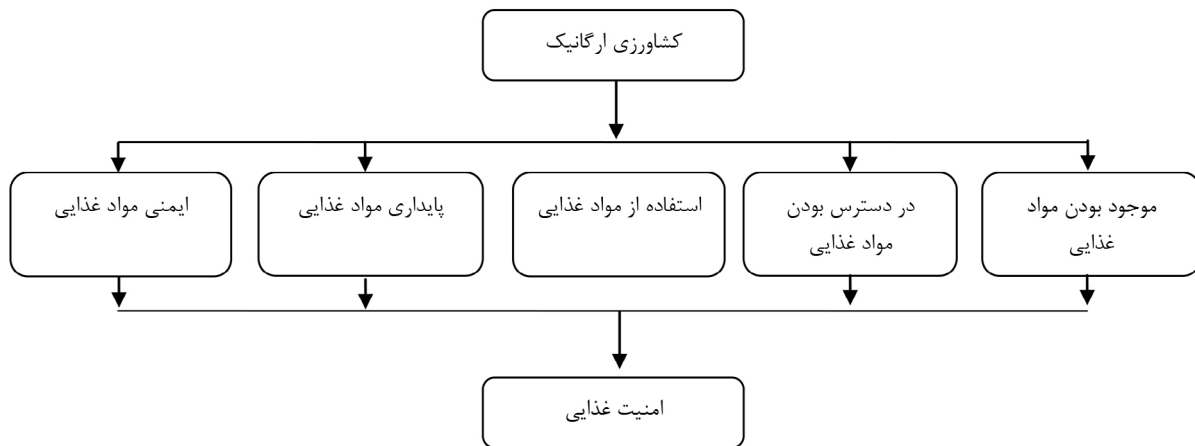 کشاورزی ارگانیک
موجود بودن مواد
غذایی
در دسترس بودن
مواد غذایی
استفاده از مواد غذایی
پایداری مواد غذایی
ایمنی مواد غذایی
امنیت غذایی